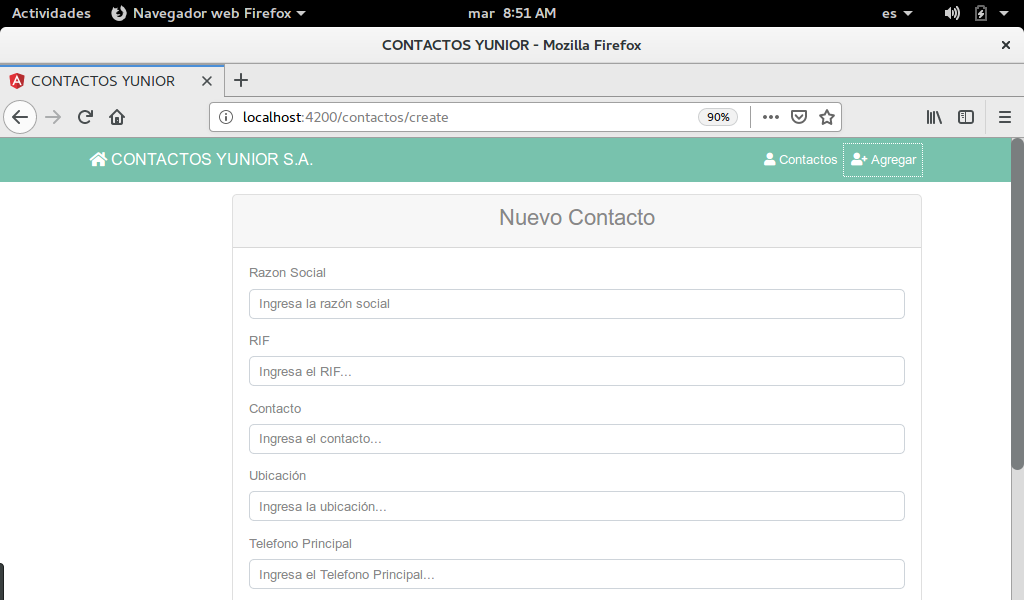 Actividades Navegador web Firefox mar 8:51 AM es
CONTACTOS YUNIOR - Mozilla Firefox
CONTACTOS YUNIOR
localhost:4200/contactos/create 90%
CONTACTOS YUNIOR S.A. Contactos Agregar
Nuevo Contacto
Razon Social
Ingresa la razón social
RIF
Ingresa el RIF...
Contacto
Ingresa el contacto...
Ubicación
Ingresa la ubicación...
Telefono Principal
Ingresa el Telefono Principal...